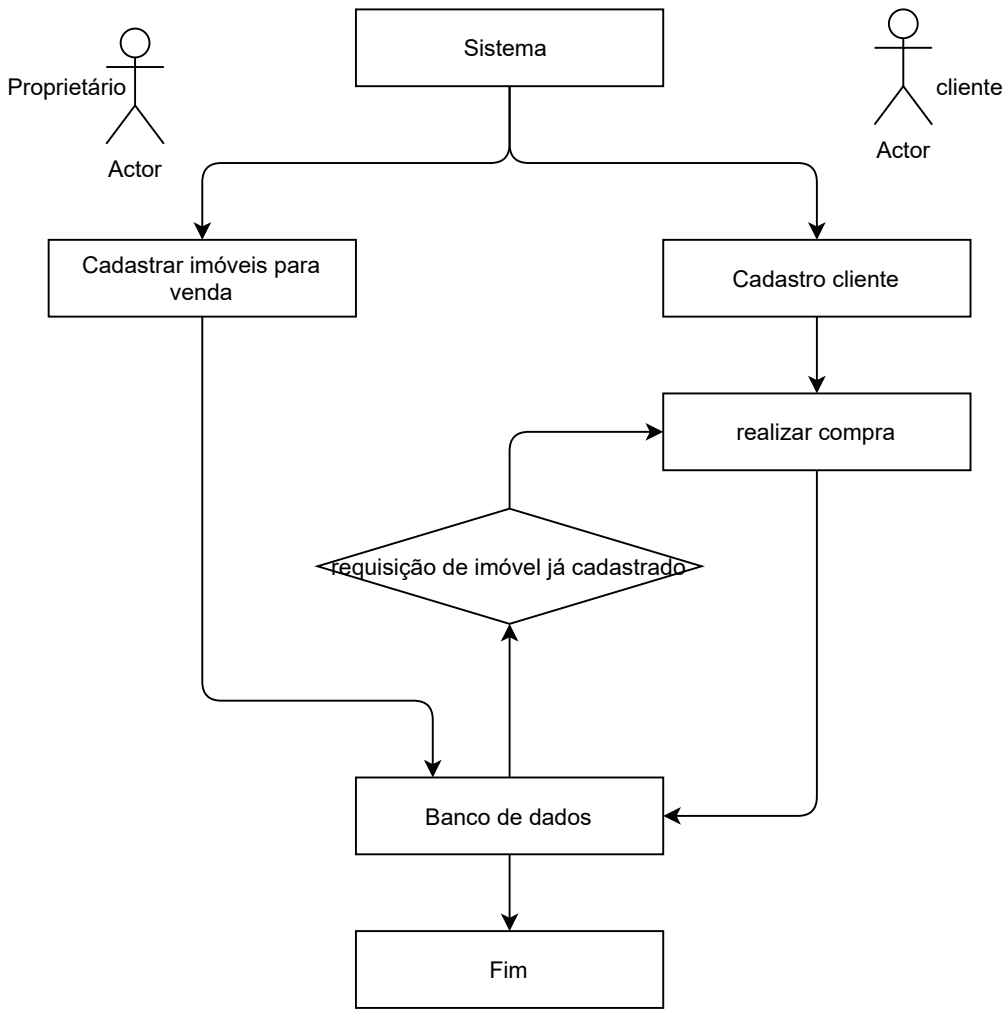 Sistema
Proprietário
cliente
Actor
Actor
Cadastrar imóveis para
venda
Cadastro cliente
realizar compra
requisição de imóvel já cadastrado
Banco de dados
Fim